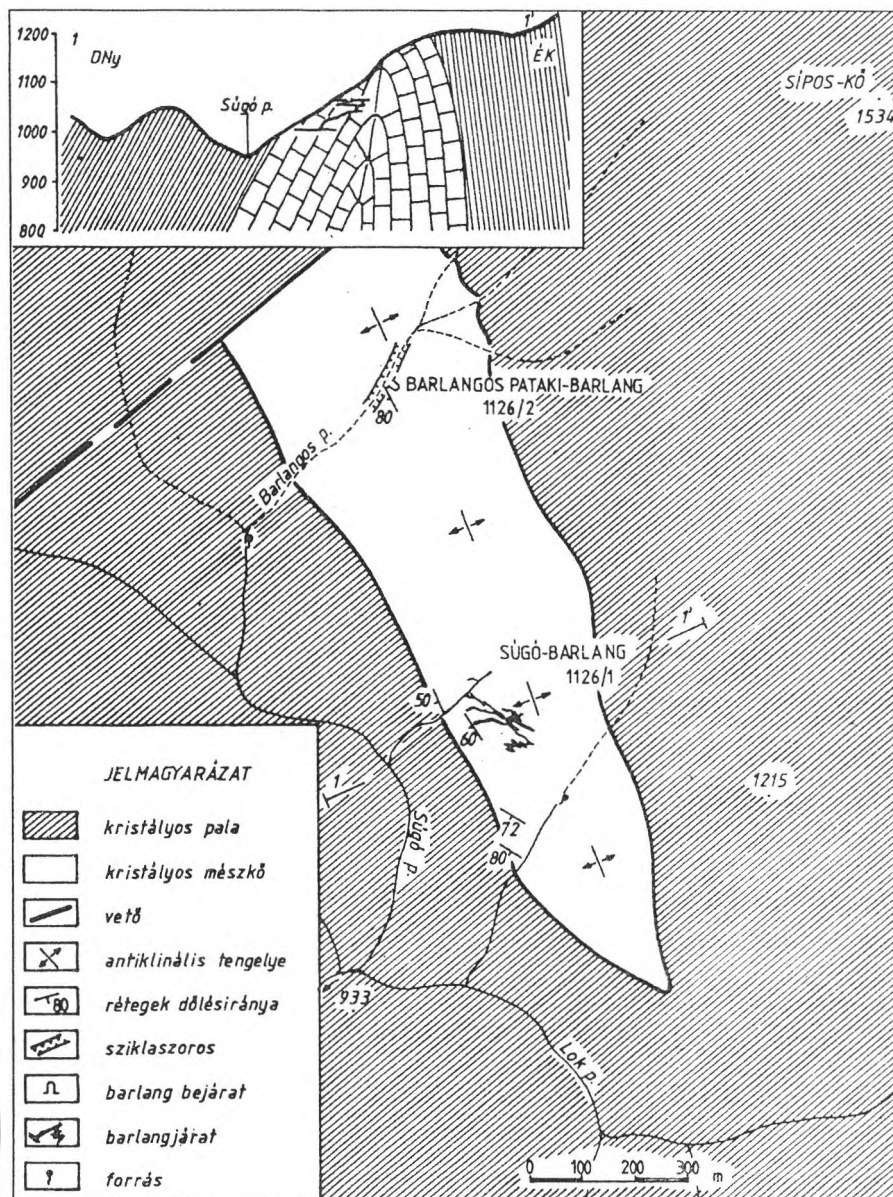 1200
1100
1000
900
800
1
DNy
Súgó p.
1'
ÉK
SÍPOS-KŐ
1534
BARLANGOS PATAKI-BARLANG
1126/2
80
Barlangos p.
1'
SÚGÓ-BARLANG
1126/1
50
60
1
Súgó p.
72
80
1215
933
Lok p.
JELMAGYARÁZAT
kristályos pala
kristályos mészkő
vető
antiklinális tengelye
80
rétegek dőlésiránya
sziklaszoros
barlang bejárat
barlangjárat
forrás
0 100 200 300 m